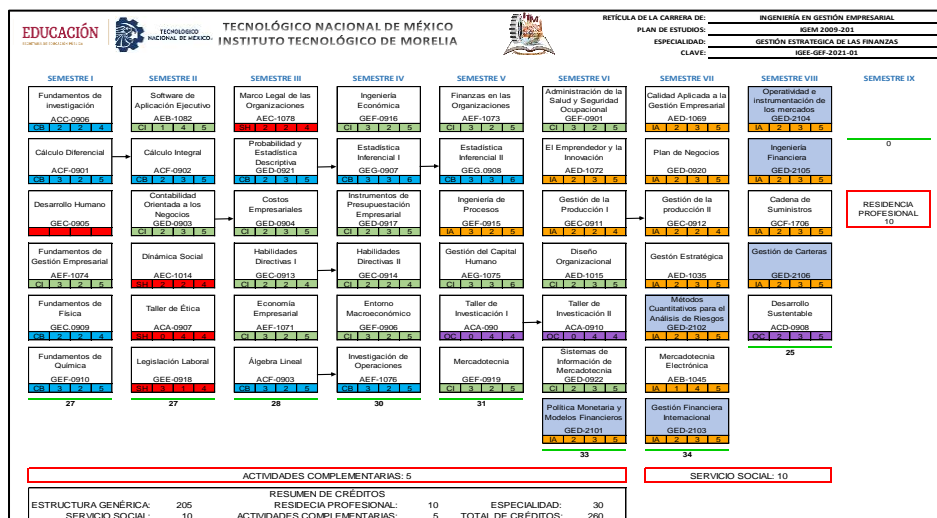 EDUCACIÓN
TECNOLÓGICO
NACIONAL DE MÉXICO
TECNOLÓGICO NACIONAL DE MÉXICO
INSTITUTO TECNOLÓGICO DE MORELIA
RETÍCULA DE LA CARRERA DE: INGENIERÍA EN GESTIÓN EMPRESARIAL
PLAN DE ESTUDIOS: IGEM 2009-201
ESPECIALIDAD: GESTIÓN ESTRATEGICA DE LAS FINANZAS
CLAVE: IGEE-GEF-2021-01
SEMESTRE I
Fundamentos de
investigación
ACC-0906
CB 2 2 4
Cálculo Diferencial
ACF-0901
CB 3 2 5
Desarrollo Humano
GEC-0905
Fundamentos de
Gestión Empresarial
AEF-1074
CI 3 2 5
Fundamentos de
Física
GEC.0909
CB 2 2 4
Fundamentos de
Química
GEF-0910
CB 3 2 5
27
SEMESTRE II
Software de
Aplicación Ejecutivo
AEB-1082
CI 1 4 5
Cálculo Integral
ACF-0902
CB 2 3 5
Contabilidad
Orientada a los
Negocios
GED-0903
CI 2 3 5
Dinámica Social
AEC-1014
SH 2 2 4
Taller de Ética
ACA-0907
SH 0 4 4
Legislación Laboral
GEE-0918
SH 3 1 4
27
SEMESTRE III
Marco Legal de las
Organizaciones
AEC-1078
SH 2 2 4
Probabilidad y
Estadística
Descriptiva
GED-0921
CB 2 3 5
Costos
Empresariales
GED-0904
CI 2 3 5
Habilidades
Directivas I
GEC-0913
CI 2 2 4
Economía
Empresarial
AEF-1071
CI 3 2 5
Álgebra Lineal
ACF-0903
CB 3 2 5
28
SEMESTRE IV
Ingeniería
Económica
GEF-0916
CI 3 2 5
Estadística
Inferencial I
GEG-0907
CB 3 3 6
Instrumentos de
Presupuestación
Empresarial
GED-0917
CI 2 3 5
Habilidades
Directivas II
GEC-0914
CI 2 2 4
Entorno
Macroeconómico
GEF-0906
CI 3 2 5
Investigación de
Operaciones
AEF-1076
CB 3 2 5
30
SEMESTRE V
Finanzas en las
Organizaciones
AEF-1073
CI 3 2 5
Estadística
Inferencial II
GEG.0908
CB 3 3 6
Ingeniería de
Procesos
GEF-0915
IA 3 2 5
Gestión del Capital
Humano
AEG-1075
CI 3 3 6
Taller de
Investigación I
ACA-090
OC 0 4 4
Mercadotecnia
GEF-0919
CI 3 2 5
31
SEMESTRE VI
Administración de la
Salud y Seguridad
Ocupacional
GEF-0901
CI 3 2 5
El Emprendedor y la
Innovación
AED-1072
IA 2 3 5
Gestión de la
Producción I
GEC-0911
IA 2 2 4
Diseño
Organizacional
AED-1015
CI 2 3 5
Taller de
Investigación II
ACA-0910
OC 0 4 4
Sistemas de
Información de
Mercadotecnia
GED-0922
CI 2 3 5
Política Monetaria y
Modelos Financieros
GED-2101
IA 2 3 5
33
SEMESTRE VII
Calidad Aplicada a la
Gestión Empresarial
AED-1069
IA 2 3 5
Plan de Negocios
GED-0920
IA 2 3 5
Gestión de la
producción II
GEC-0912
IA 2 2 4
Gestión Estratégica
AED-1035
IA 2 3 5
Métodos
Cuantitativos para el
Análisis de Riesgos
GED-2102
IA 2 3 5
Mercadotecnia
Electrónica
AEB-1045
IA 1 4 5
Gestión Financiera
Internacional
GED-2103
IA 2 3 5
34
SEMESTRE VIII
Operatividad e
instrumentación de
los mercados
GED-2104
IA 2 3 5
Ingeniería
Financiera
GED-2105
IA 2 3 5
Cadena de
Suministros
GCF-1706
IA 2 3 5
Gestión de Carteras
GED-2106
IA 2 3 5
Desarrollo
Sustentable
ACD-0908
OC 2 3 5
25
SEMESTRE IX
0
RESIDENCIA
PROFESIONAL
10
ACTIVIDADES COMPLEMENTARIAS: 5
SERVICIO SOCIAL: 10
RESUMEN DE CRÉDITOS
ESTRUCTURA GENÉRICA: 205 RESIDECIA PROFESIONAL: 10 ESPECIALIDAD: 30
SERVICIO SOCIAL: 10 ACTIVIDADES COMPLEMENTARIAS: 5 TOTAL DE CRÉDITOS: 260